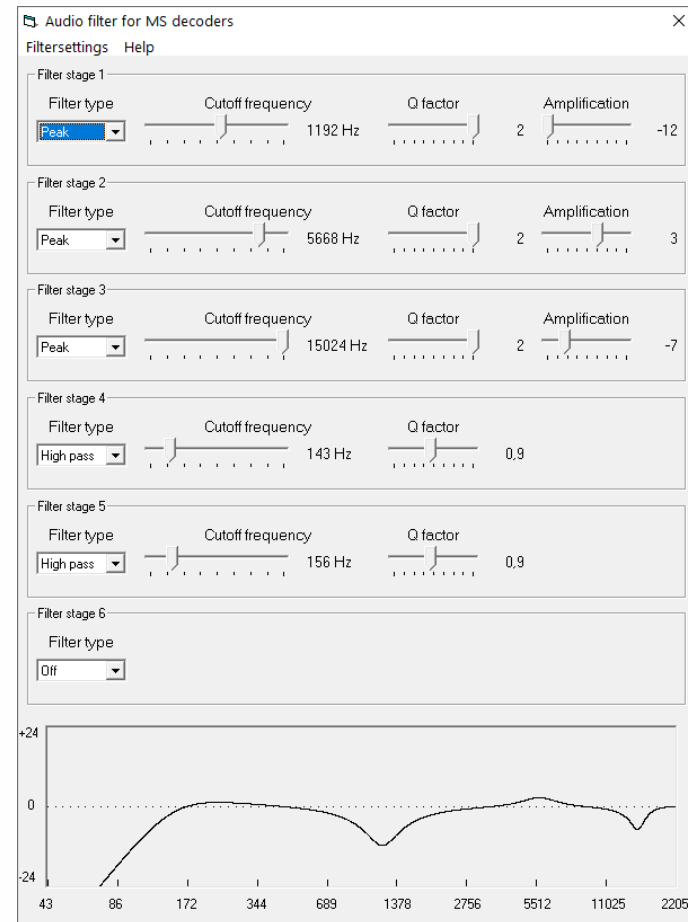 Audio filter for MS decoders
Filtersettings Help
Filter stage 1
Filter type Cutoff frequency Q factor Amplification
Peak 1192 Hz 2 -12
Filter stage 2
Filter type Cutoff frequency Q factor Amplification
Peak 5668 Hz 2 3
Filter stage 3
Filter type Cutoff frequency Q factor Amplification
Peak 15024 Hz 2 -7
Filter stage 4
Filter type Cutoff frequency Q factor
High pass 143 Hz 0,9
Filter stage 5
Filter type Cutoff frequency Q factor
High pass 156 Hz 0,9
Filter stage 6
Filter type
Off
+24
0
-24
43 86 172 344 689 1378 2756 5512 11025 2205